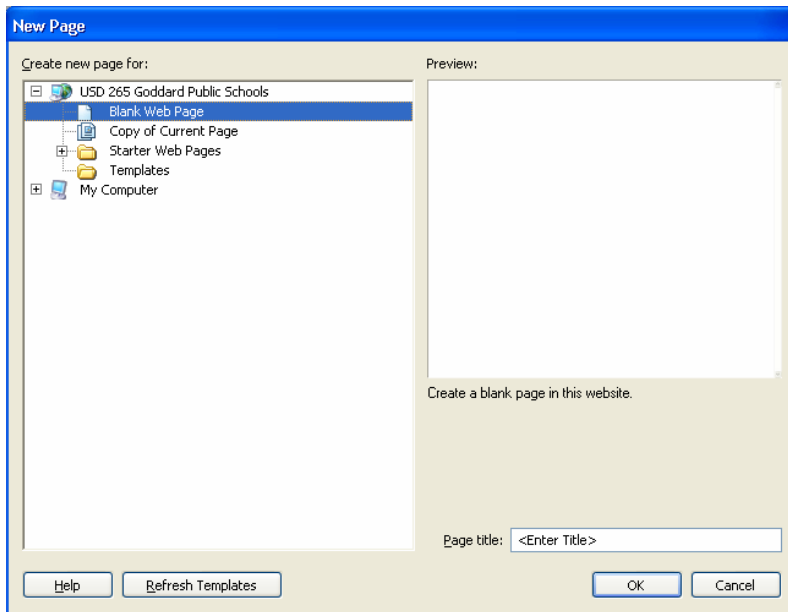 New Page
Create new page for:
Preview:
USD 265 Goddard Public Schools
Blank Web Page
Copy of Current Page
Starter Web Pages
Templates
My Computer
Create a blank page in this website.
Page title: <Enter Title>
Help
Refresh Templates
OK
Cancel